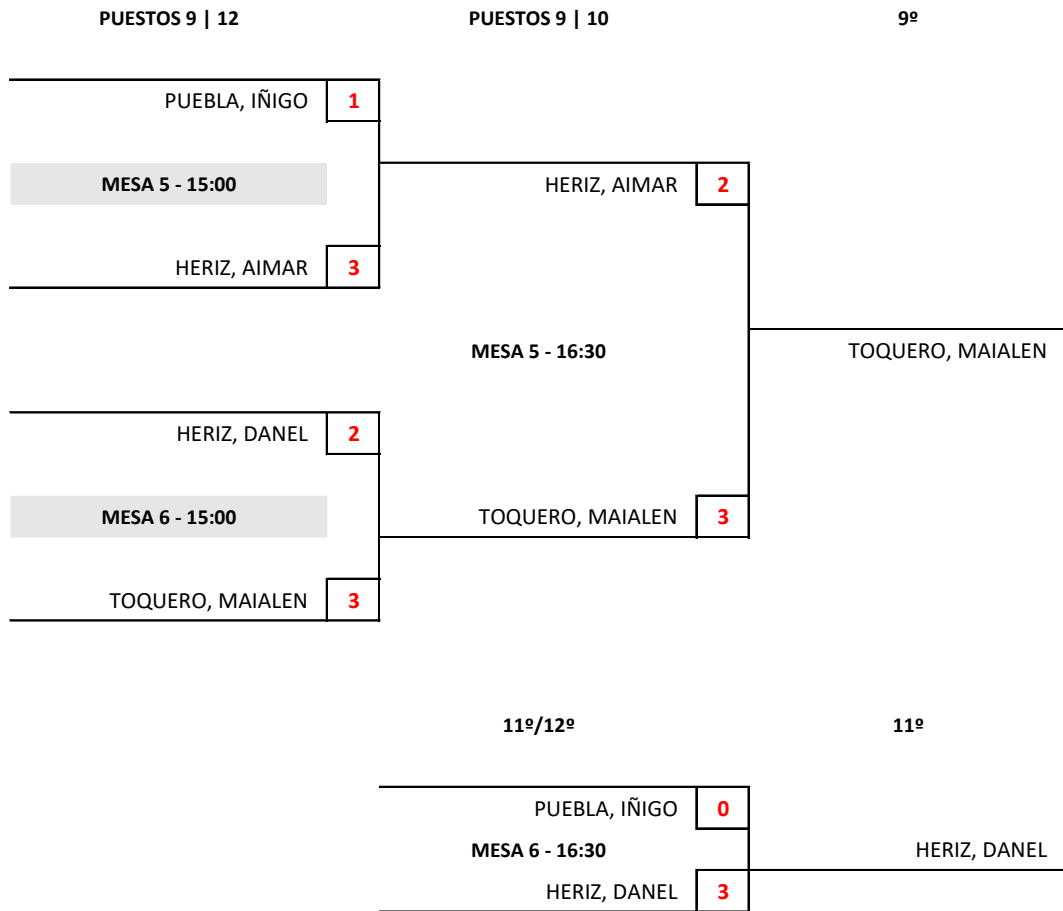 PUESTOS 9 | 12 PUESTOS 9 | 10 9º
PUEBLA, IÑIGO 1
MESA 5 - 15:00 HERIZ, AIMAR 2
HERIZ, AIMAR 3
MESA 5 - 16:30 TOQUERO, MAIALEN
HERIZ, DANEL 2
MESA 6 - 15:00 TOQUERO, MAIALEN 3
TOQUERO, MAIALEN 3
11º/12º 11º
PUEBLA, IÑIGO 0
MESA 6 - 16:30 HERIZ, DANEL
HERIZ, DANEL 3